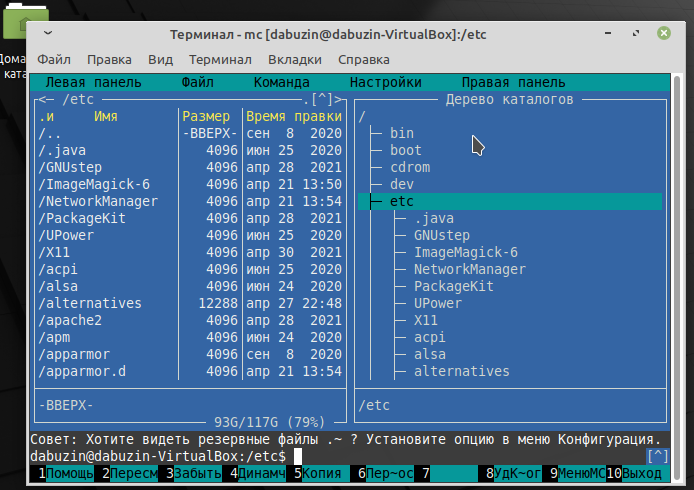 Терминал - mc [dabuzin@dabuzin-VirtualBox]:/etc
Файл Правка Вид Терминал Вкладки Справка
Левая панель Файл Команда Настройки Правая панель
<— /etc .[^]> Дерево каталогов
.и Имя Размер Время правки /
/.. -ВВЕРХ- сен 8 2020 bin
/.java 4096 июн 25 2020 boot
/GNUstep 4096 апр 28 2021 cdrom
/ImageMagick-6 4096 апр 21 13:50 dev
/NetworkManager 4096 апр 21 13:54 etc
/PackageKit 4096 апр 28 2021 .java
/UPower 4096 июн 25 2020 GNUstep
/X11 4096 апр 30 2021 ImageMagick-6
/acpi 4096 июн 25 2020 NetworkManager
/alsa 4096 июн 24 2020 PackageKit
/alternatives 12288 апр 27 22:48 UPower
/apache2 4096 апр 28 2021 X11
/apm 4096 июн 24 2020 acpi
/apparmor 4096 сен 8 2020 alsa
/apparmor.d 4096 апр 21 13:54 alternatives
-ВВЕРХ- /etc
93G/117G (79%)
Совет: Хотите видеть резервные файлы .~ ? Установите опцию в меню Конфигурация.
dabuzin@dabuzin-VirtualBox:/etc$ [^]
1Помощь 2Пересм 3Забыть 4Динамч 5Копия 6Пер~ос 7 8УдК~ог 9МенюМС 10Выход